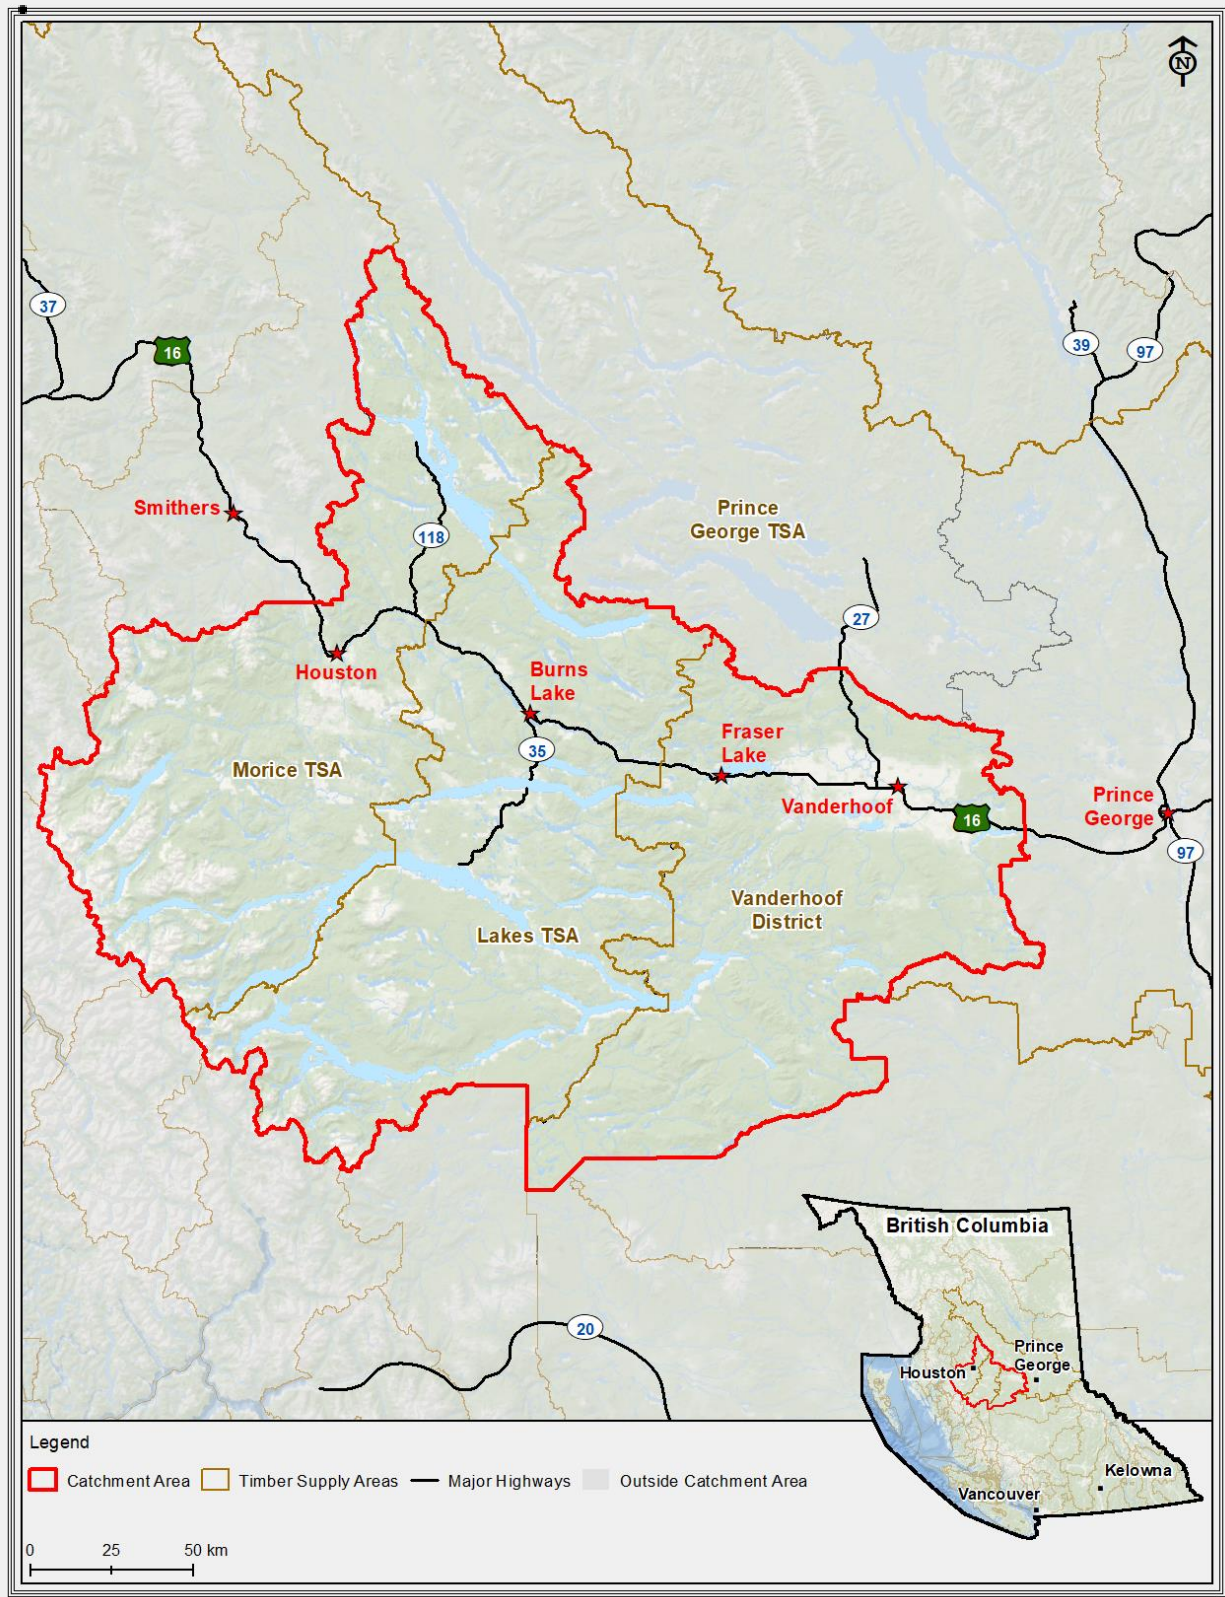 N
37
16
39
97
Smithers
Prince
George TSA
118
27
Houston
Burns
Lake
Fraser
Lake
35
Morice TSA
Vanderhoof
Prince
George
16
97
Vanderhoof
District
Lakes TSA
20
British Columbia
Prince
George
Houston
Kelowna
Vancouver
Legend
Catchment Area
Timber Supply Areas
Major Highways
Outside Catchment Area
0 25 50 km